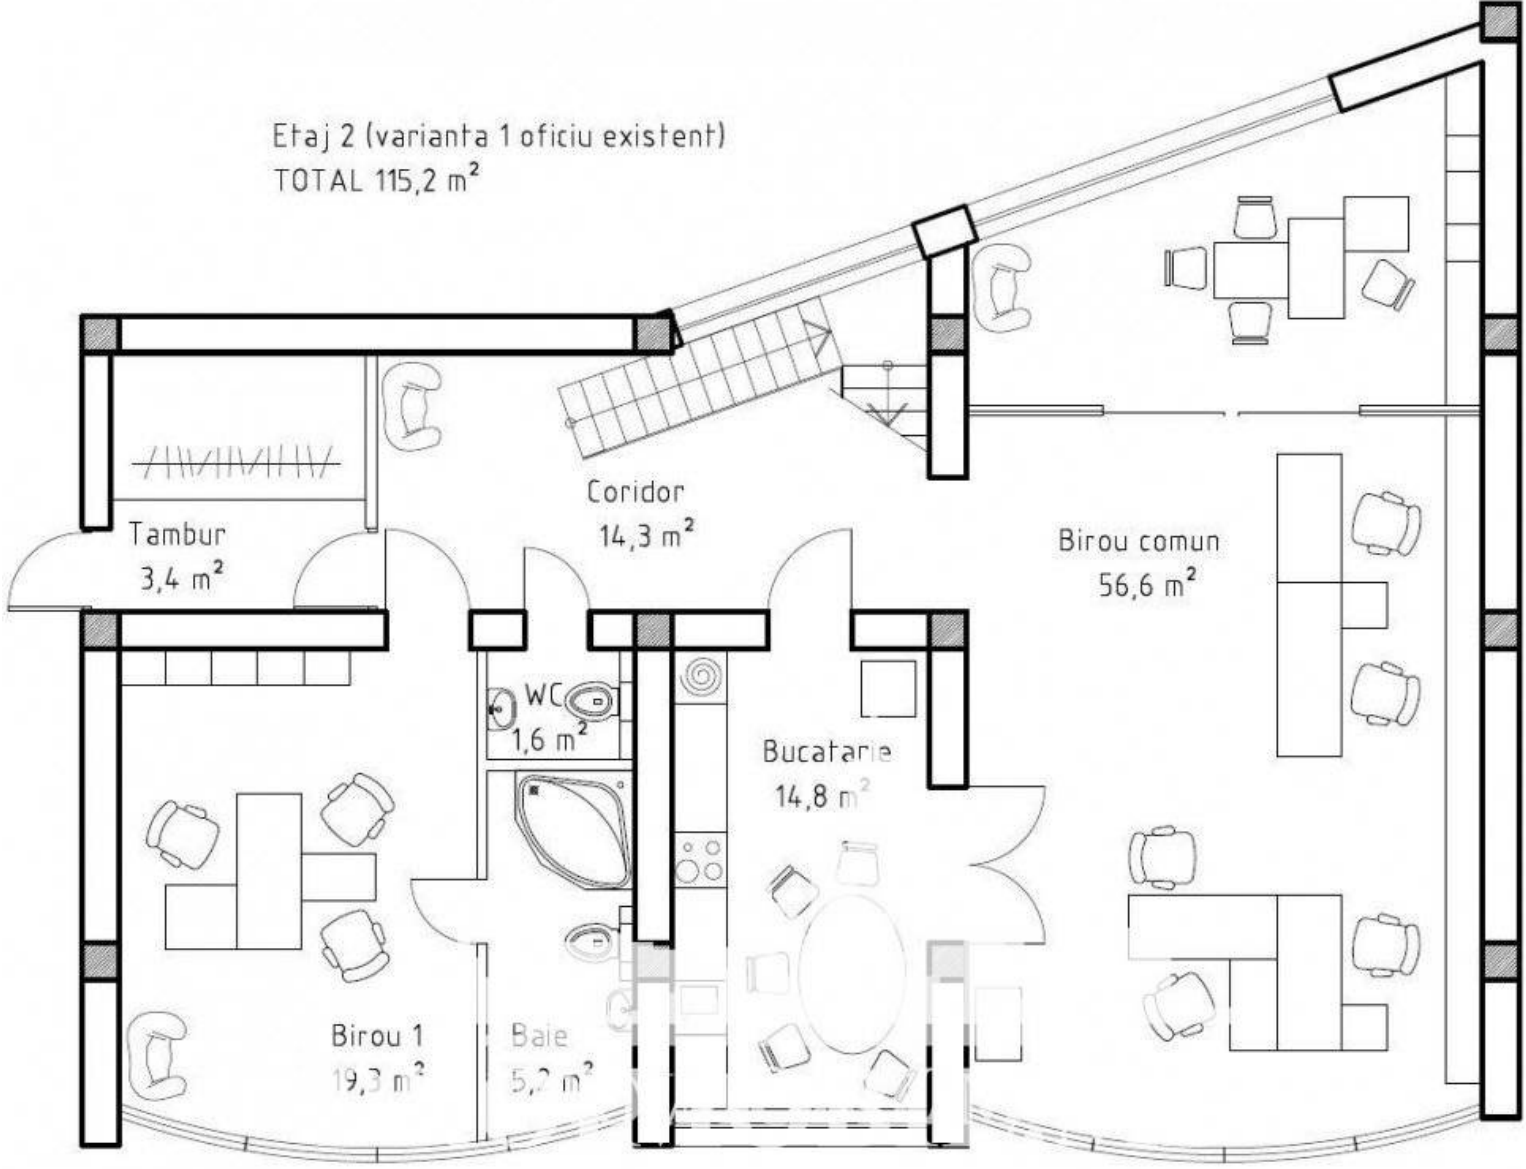 Etaj 2 (varianta 1 oficiu existent)
TOTAL 115,2 m²
Coridor
14,3 m²
Tambur
3,4 m²
Birou comun
56,6 m²
WC
1,6 m²
Bucatarie
14,8 m²
Birou 1
19,3 m²
Baie
5,2 m²